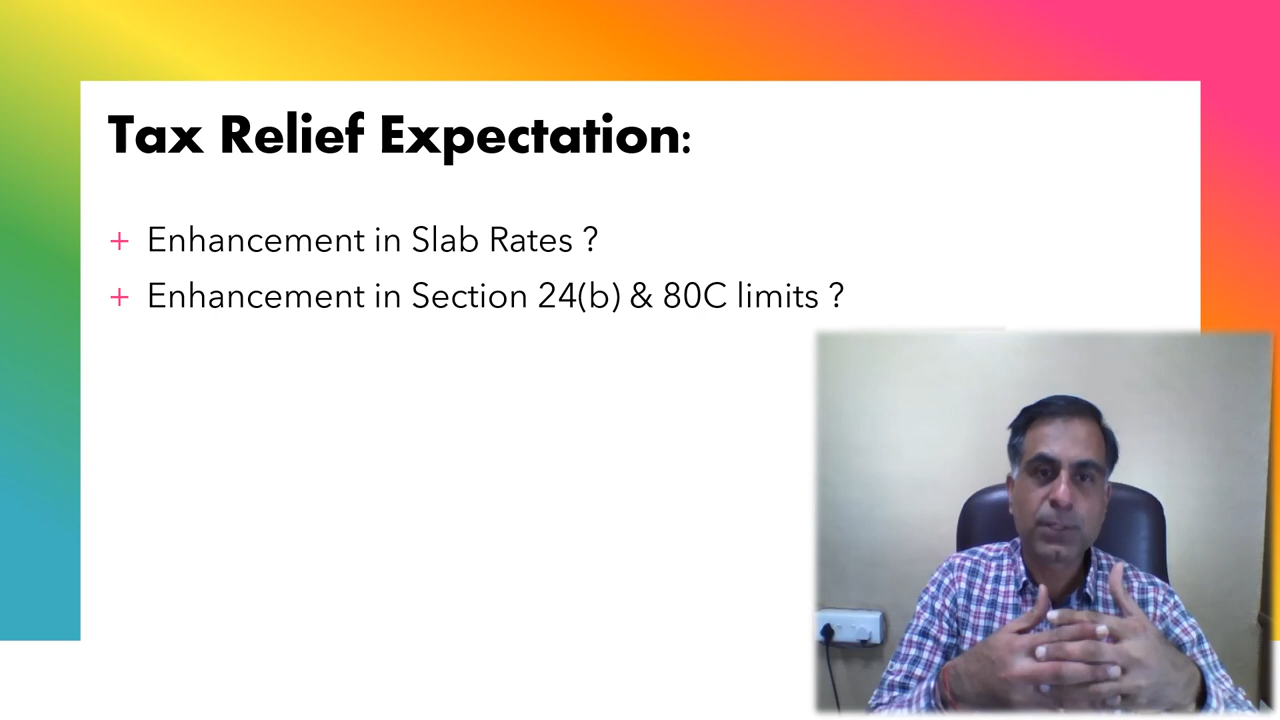 Tax Relief Expectation:
+ Enhancement in Slab Rates ?
+ Enhancement in Section 24(b) & 80C limits ?